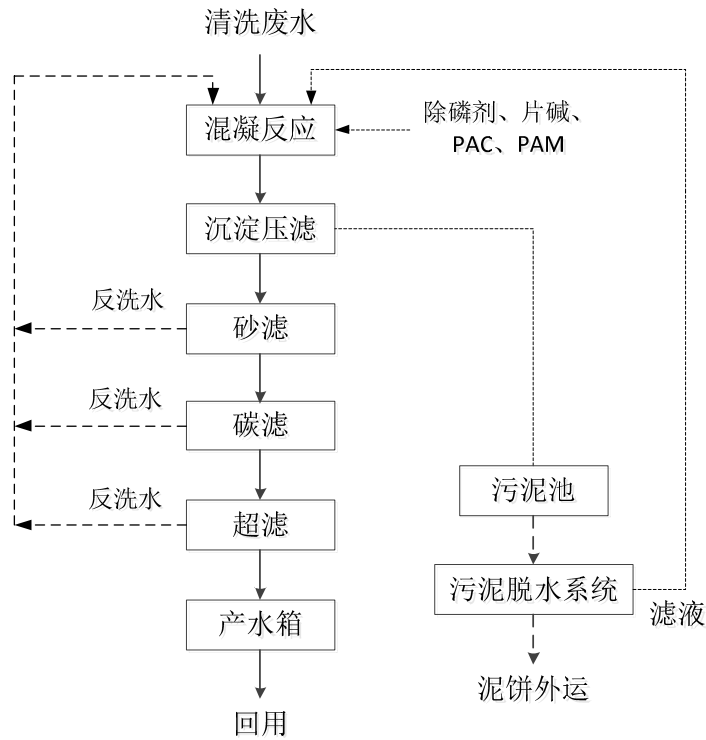 清洗废水
混凝反应
除磷剂、片碱、
PAC、PAM
沉淀压滤
反洗水
砂滤
反洗水
碳滤
反洗水
超滤
污泥池
污泥脱水系统
滤液
产水箱
泥饼外运
回用